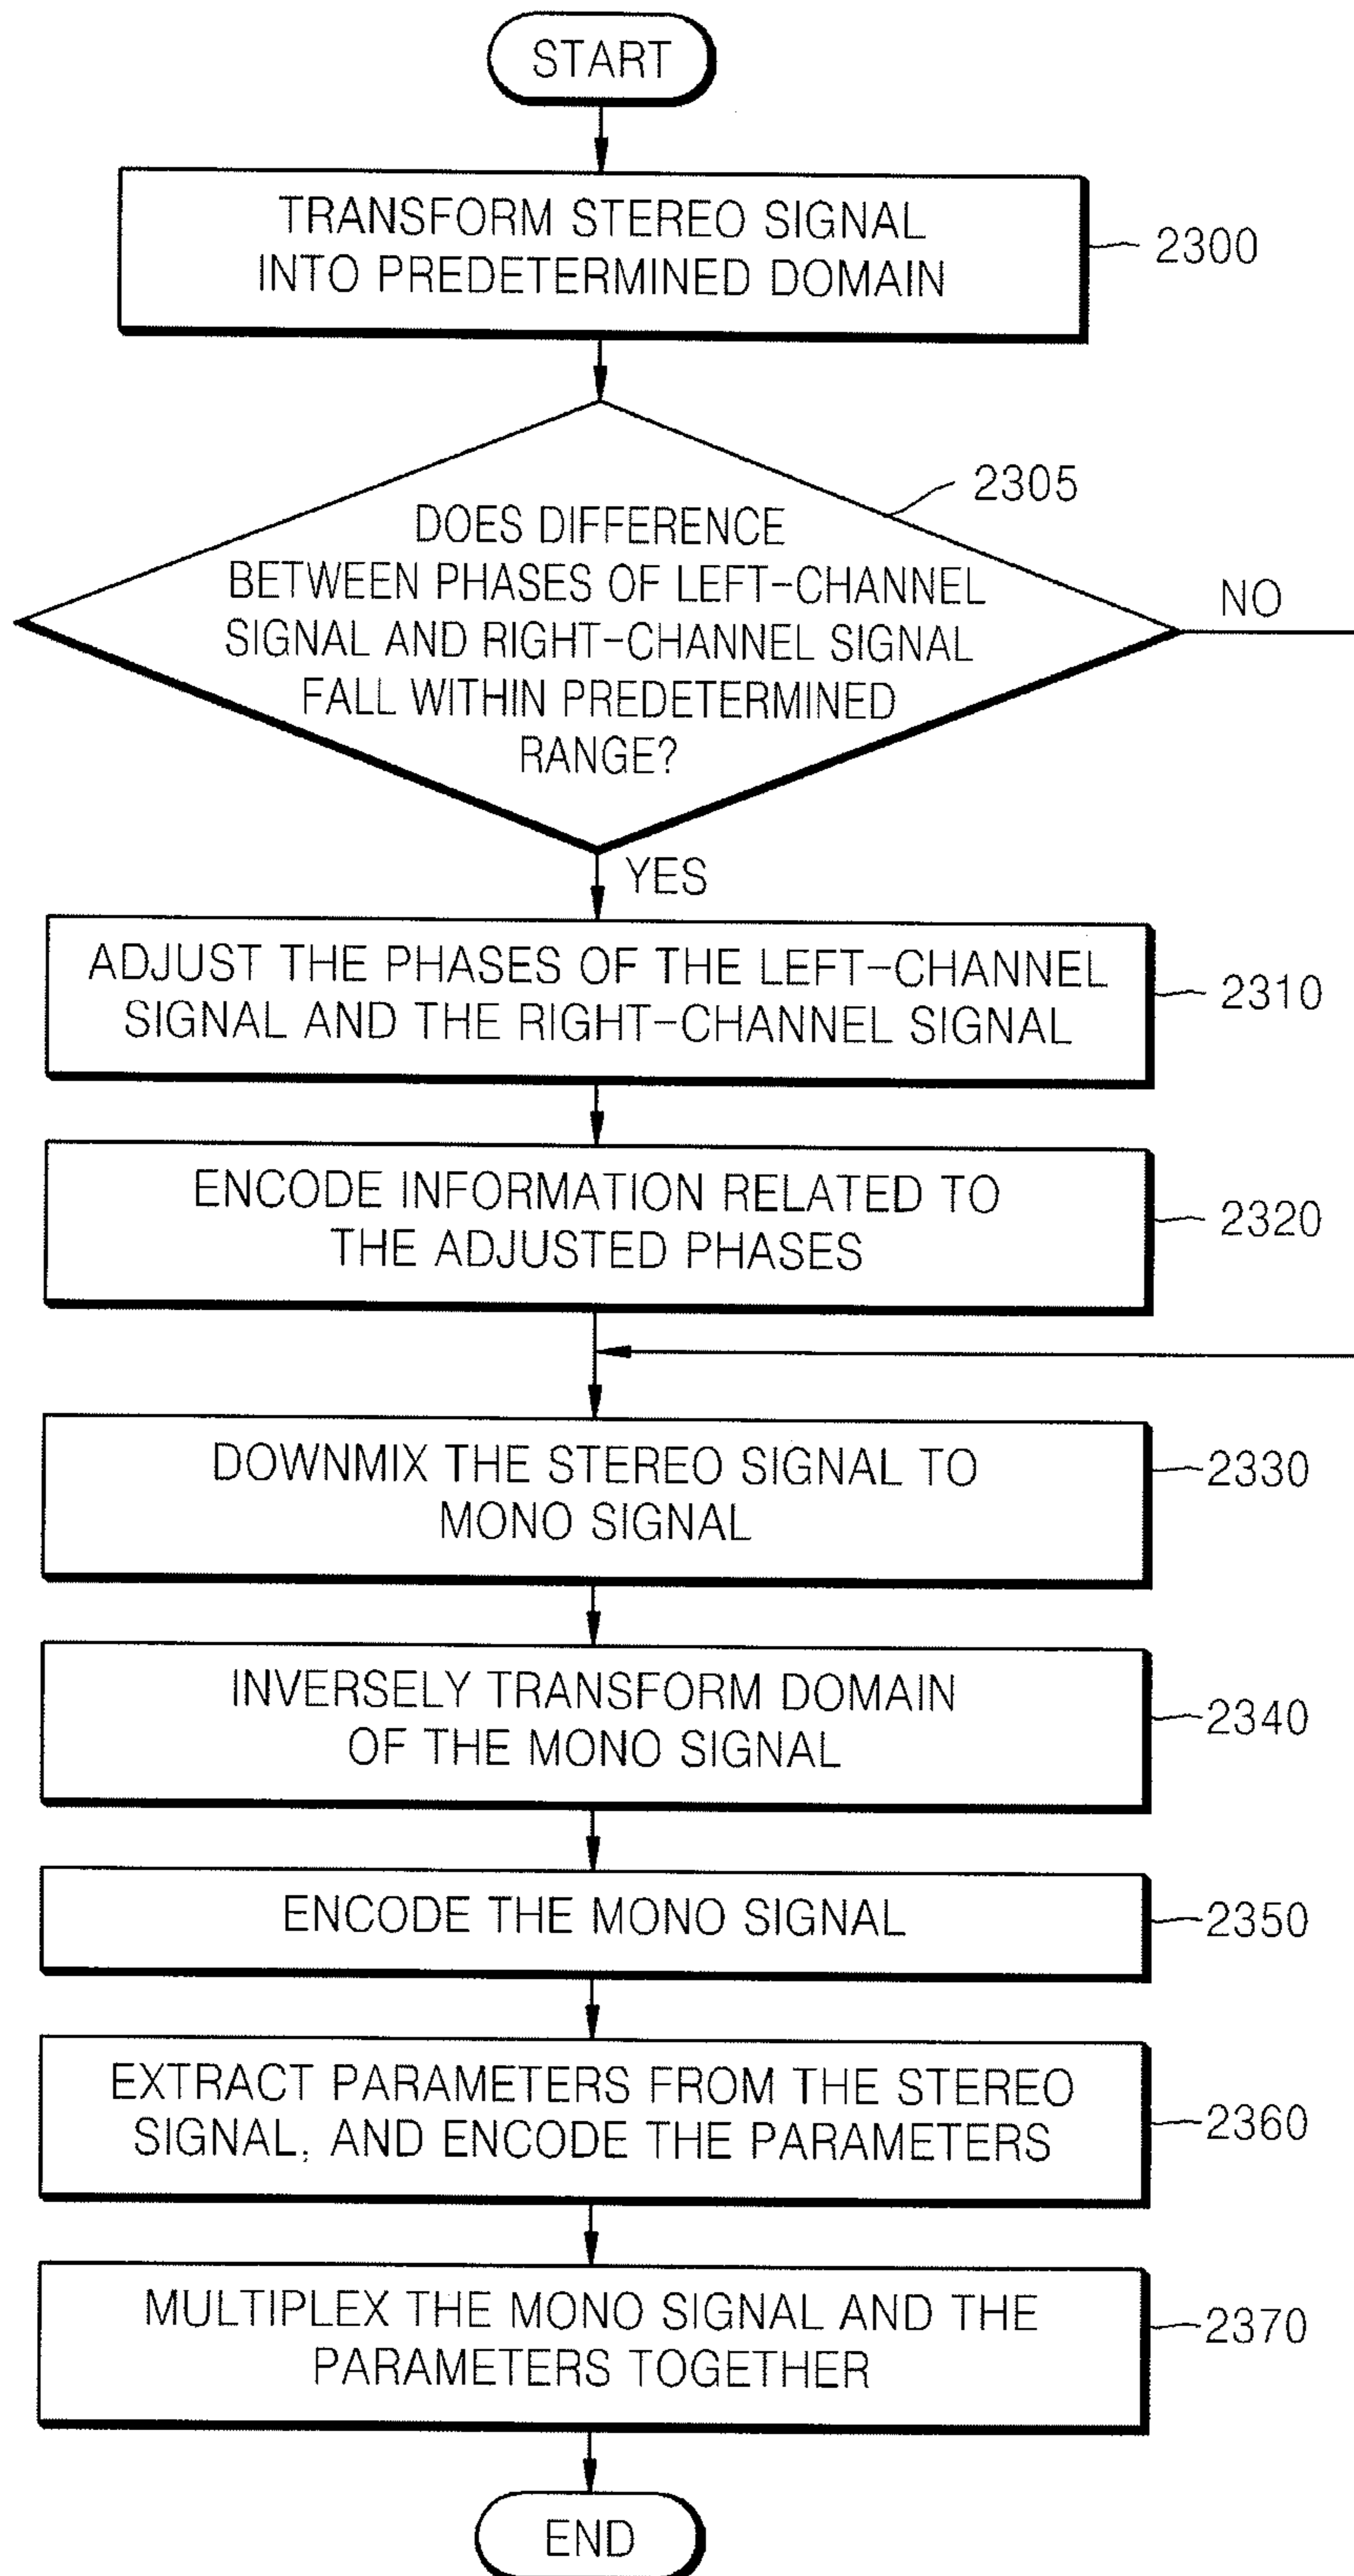 START
TRANSFORM STEREO SIGNAL
INTO PREDETERMINED DOMAIN
2300
2305
DOES DIFFERENCE
BETWEEN PHASES OF LEFT-CHANNEL
SIGNAL AND RIGHT-CHANNEL SIGNAL
FALL WITHIN PREDETERMINED
RANGE?
NO
YES
ADJUST THE PHASES OF THE LEFT-CHANNEL
SIGNAL AND THE RIGHT-CHANNEL SIGNAL
2310
ENCODE INFORMATION RELATED TO
THE ADJUSTED PHASES
2320
DOWNMIX THE STEREO SIGNAL TO
MONO SIGNAL
2330
INVERSELY TRANSFORM DOMAIN
OF THE MONO SIGNAL
2340
ENCODE THE MONO SIGNAL
2350
EXTRACT PARAMETERS FROM THE STEREO
SIGNAL, AND ENCODE THE PARAMETERS
2360
MULTIPLEX THE MONO SIGNAL AND THE
PARAMETERS TOGETHER
2370
END